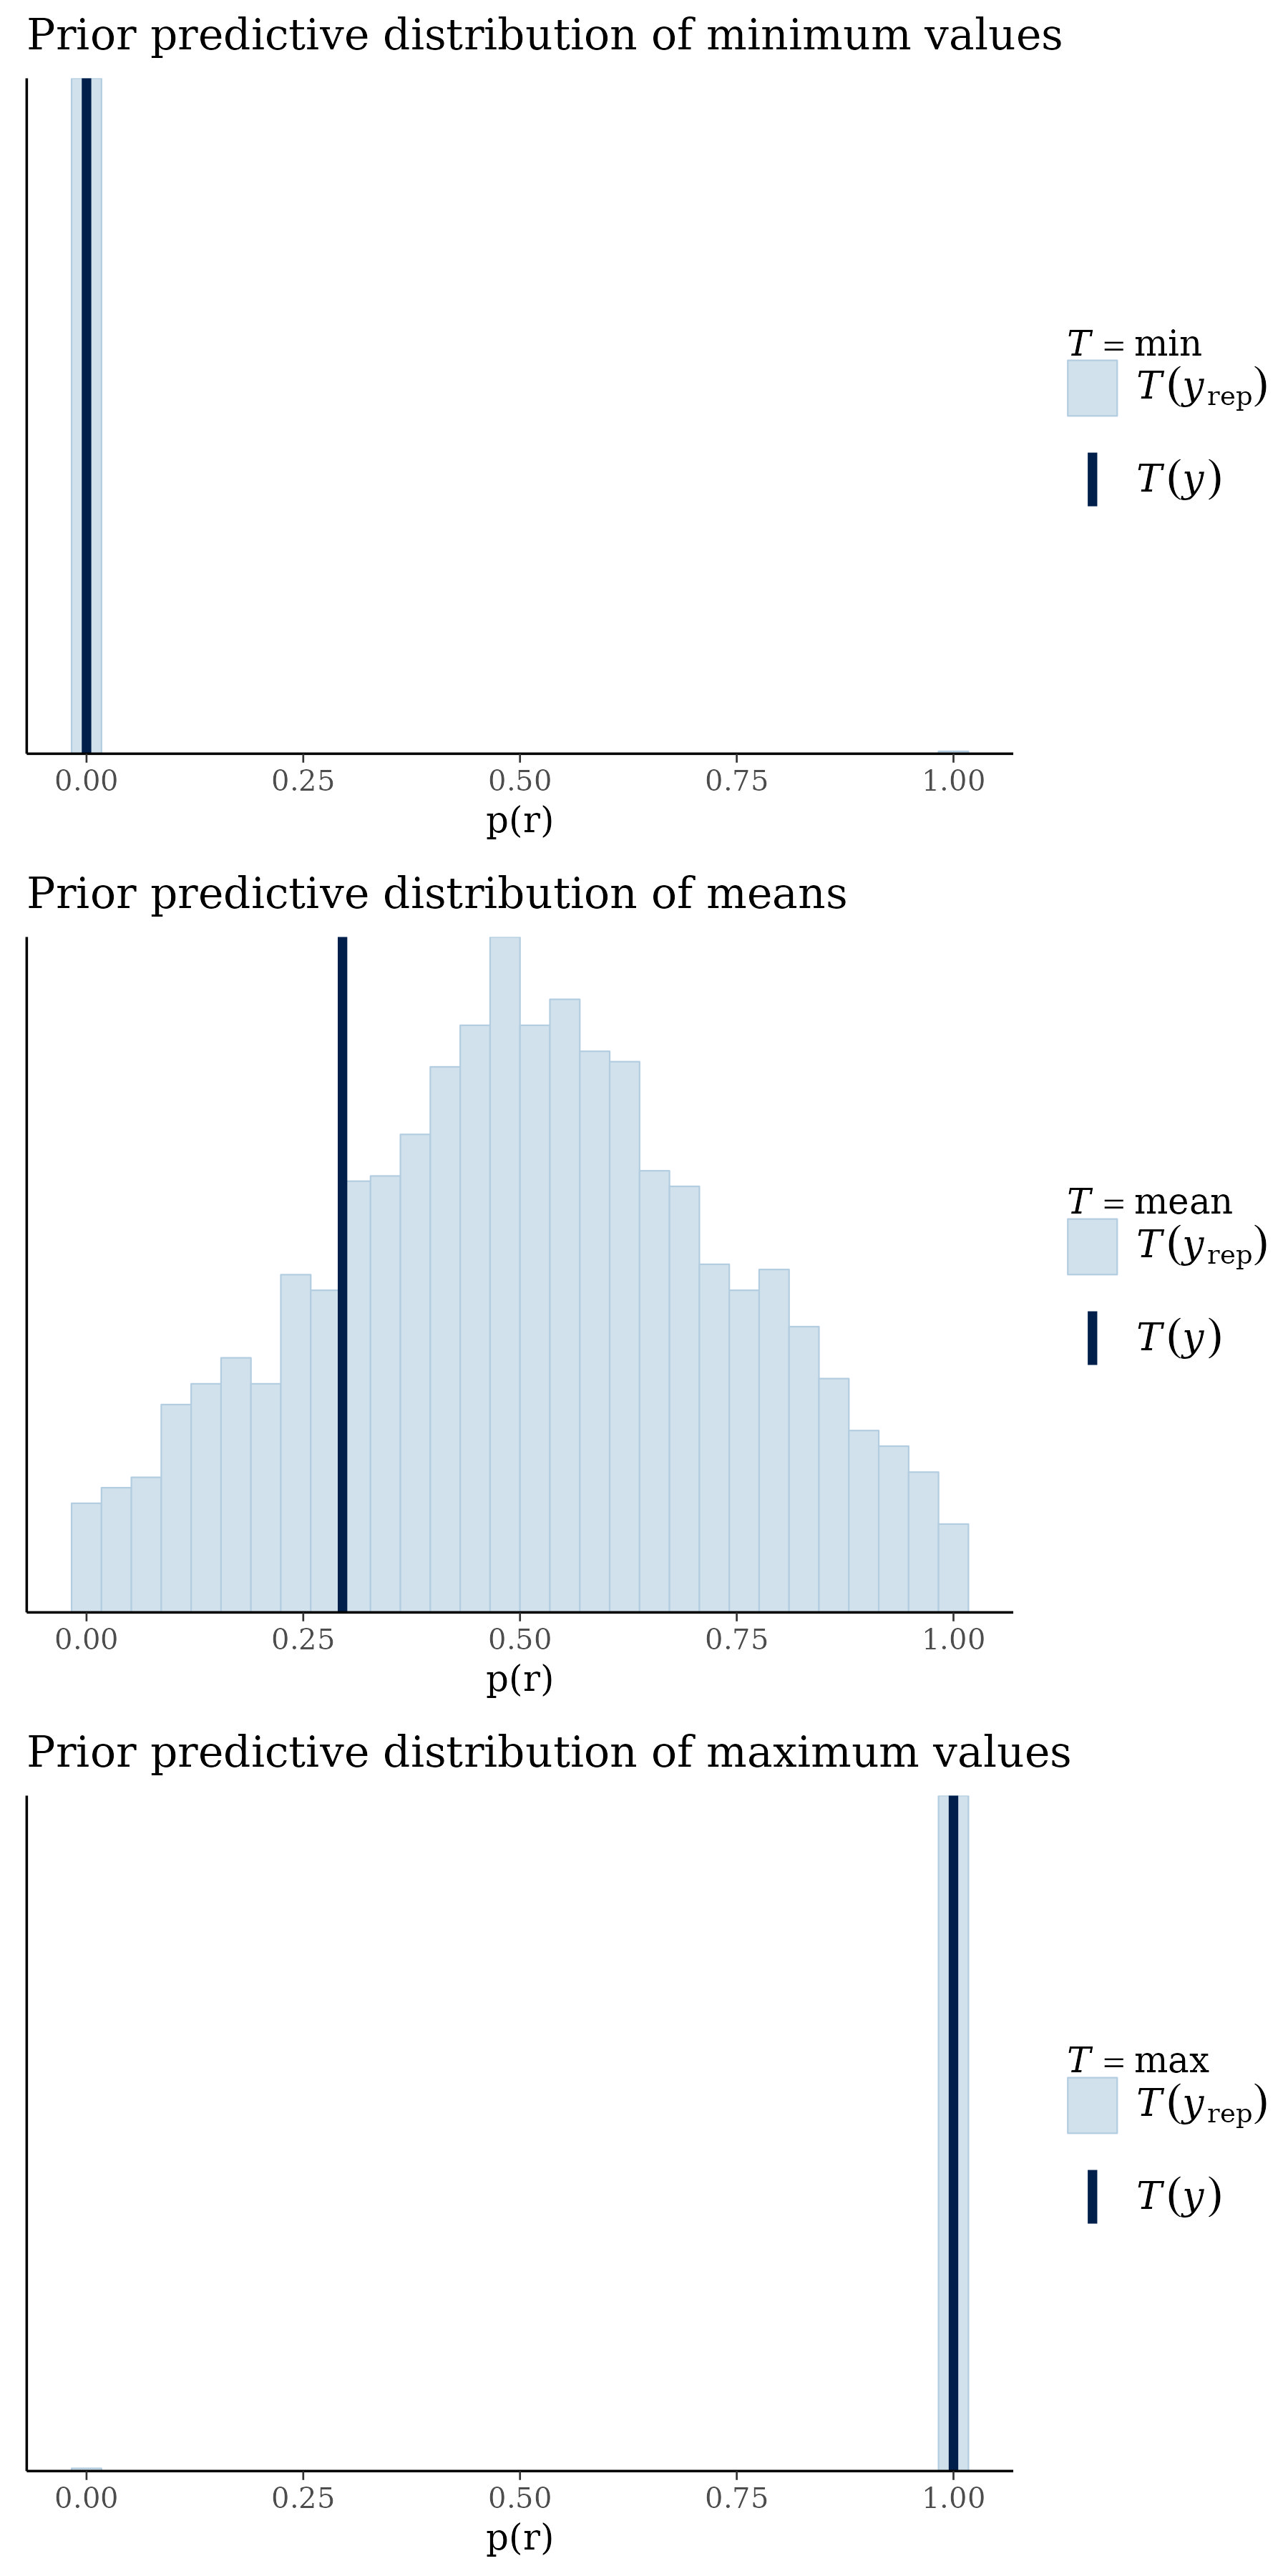 Prior predictive distribution of minimum values
T = min
T(yrep)
T(y)
0.00 0.25 0.50 0.75 1.00
p(r)
Prior predictive distribution of means
T = mean
T(yrep)
T(y)
0.00 0.25 0.50 0.75 1.00
p(r)
Prior predictive distribution of maximum values
T = max
T(yrep)
T(y)
0.00 0.25 0.50 0.75 1.00
p(r)